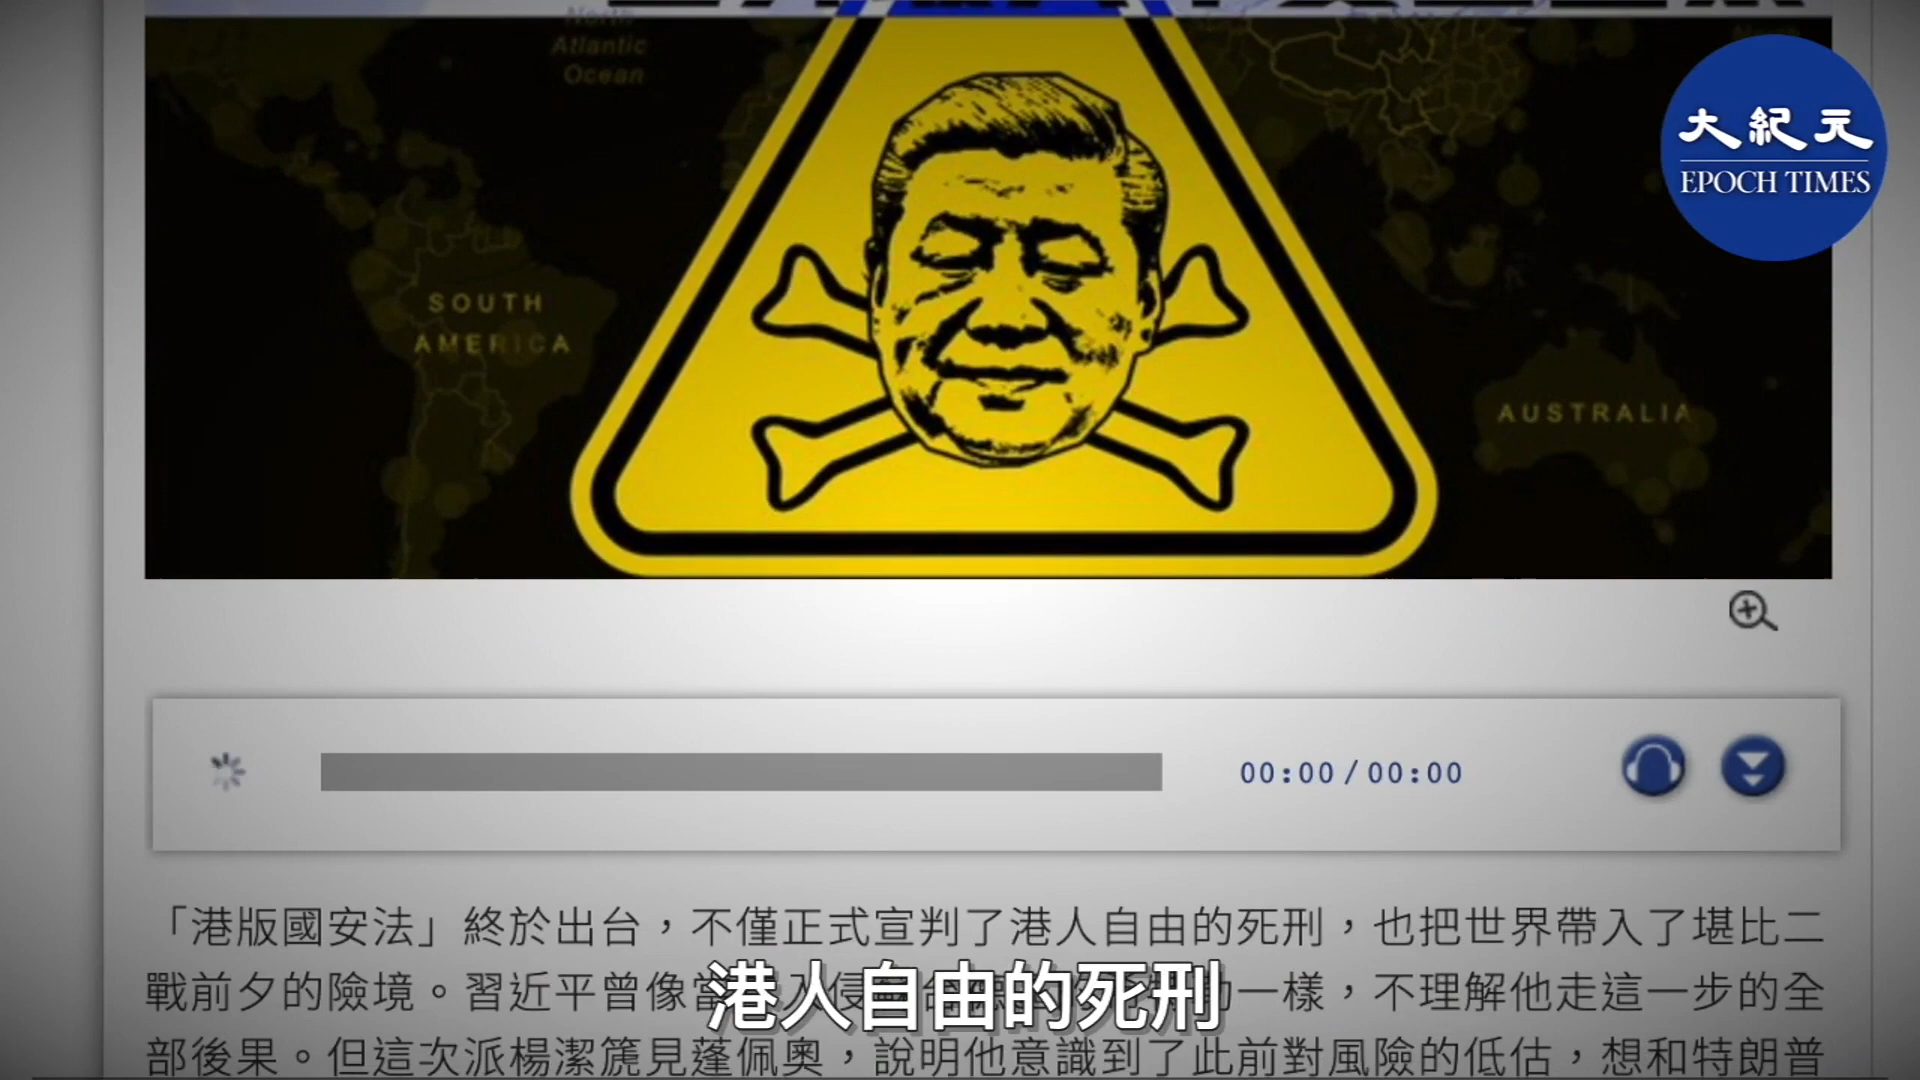 North
Atlantic
Ocean
大紀元
EPOCH TIMES
SOUTH
AMERICA
AUSTRALIA
00:00/00:00
「港版國安法」終於出台，不僅正式宣判了港人自由的死刑，也把世界帶入了堪比二
戰前夕的險境。習近平曾像當 入侵 一樣，不理解他走這一步的全
港人自由的死刑
部後果。但這次派楊潔篪見蓬佩奧，說明他意識到了此前對風險的低估，想和特朗普